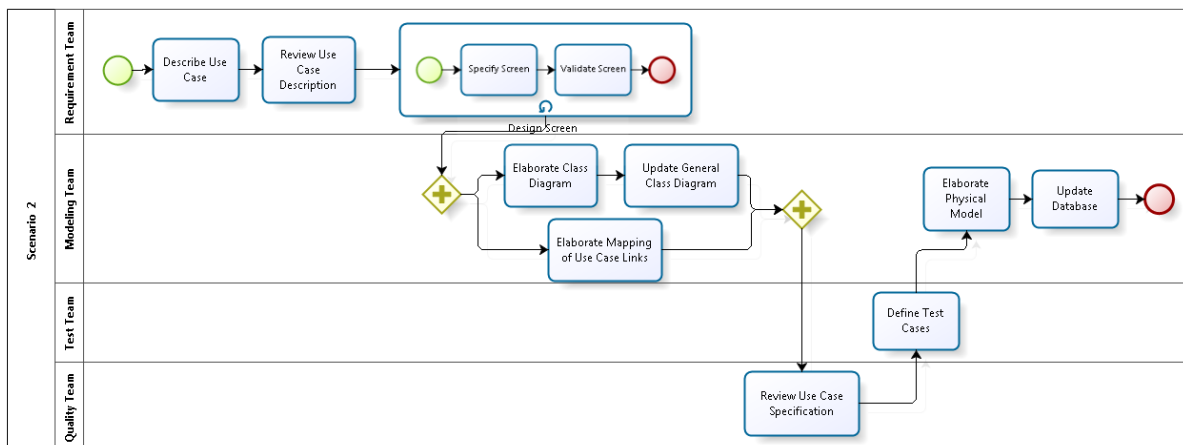 Scenario 2
Requirement Team
Describe Use
Case
Review Use
Case
Description
Specify Screen
Validate Screen
Design Screen
Modeling Team
Elaborate Class
Diagram
Update General
Class Diagram
Elaborate Mapping
of Use Case Links
Elaborate
Physical
Model
Update
Database
Test Team
Define Test
Cases
Quality Team
Review Use Case
Specification